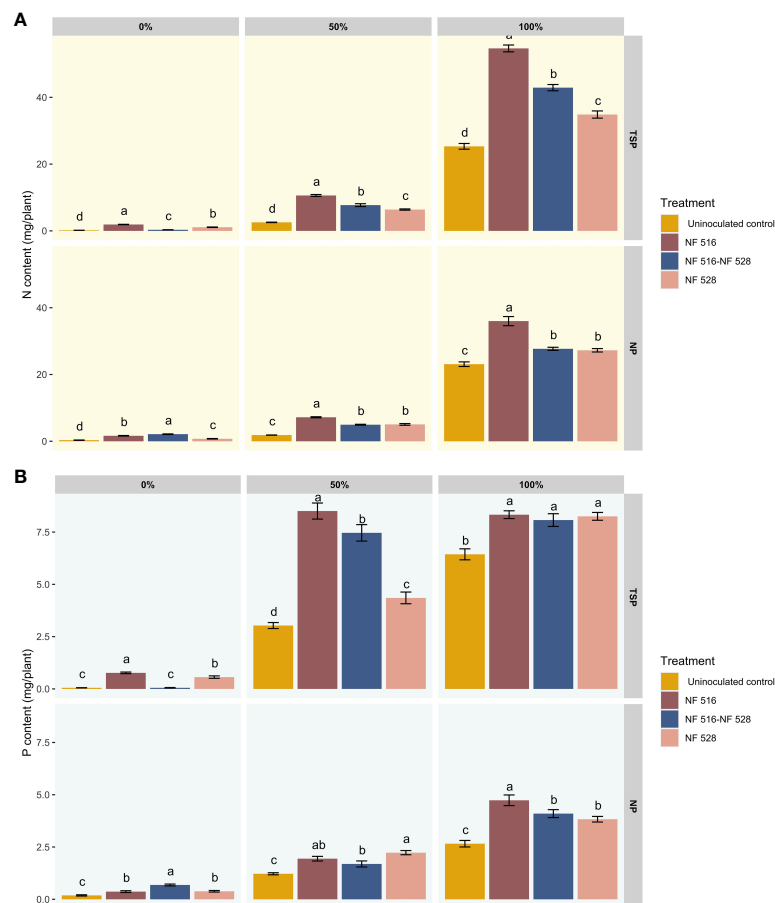 A
0% 50% 100%
a
b
c
40
d
TSP
20
a
b
c
d a c b d
0
N content (mg/plant)
a
40
b b
c
NP
20
a
b b
d b a c c
0
Treatment
Uninoculated control
NF 516
NF 516-NF 528
NF 528
B
0% 50% 100%
a
a a a
b
7.5
b
c
5.0
TSP
d
2.5
a
b
c c
0.0
P content (mg/plant)
7.5
a
5.0
b
b
c
NP
2.5
a
ab
b
a
c
c b b
0.0
Treatment
Uninoculated control
NF 516
NF 516-NF 528
NF 528